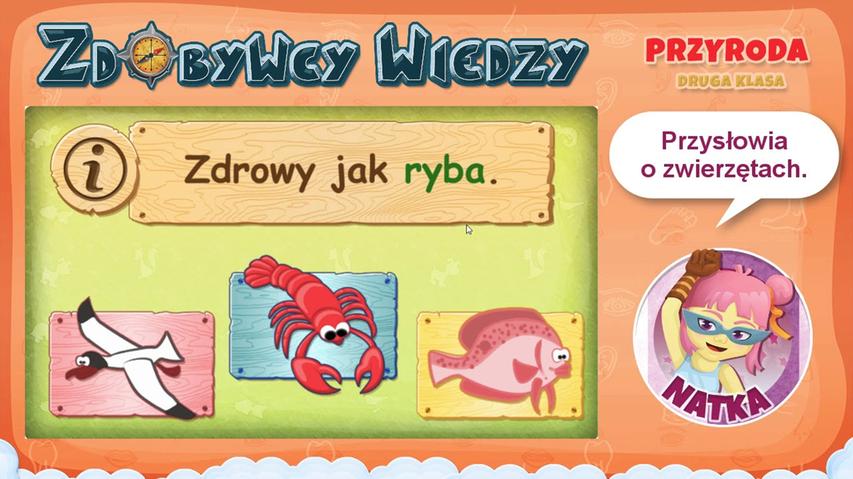 ZDOBYWCY WIEDZY
PRZYRODA
DRUGA KLASA
i
Zdrowy jak ryba.
Przysłowia
o zwierzętach.
NATKA